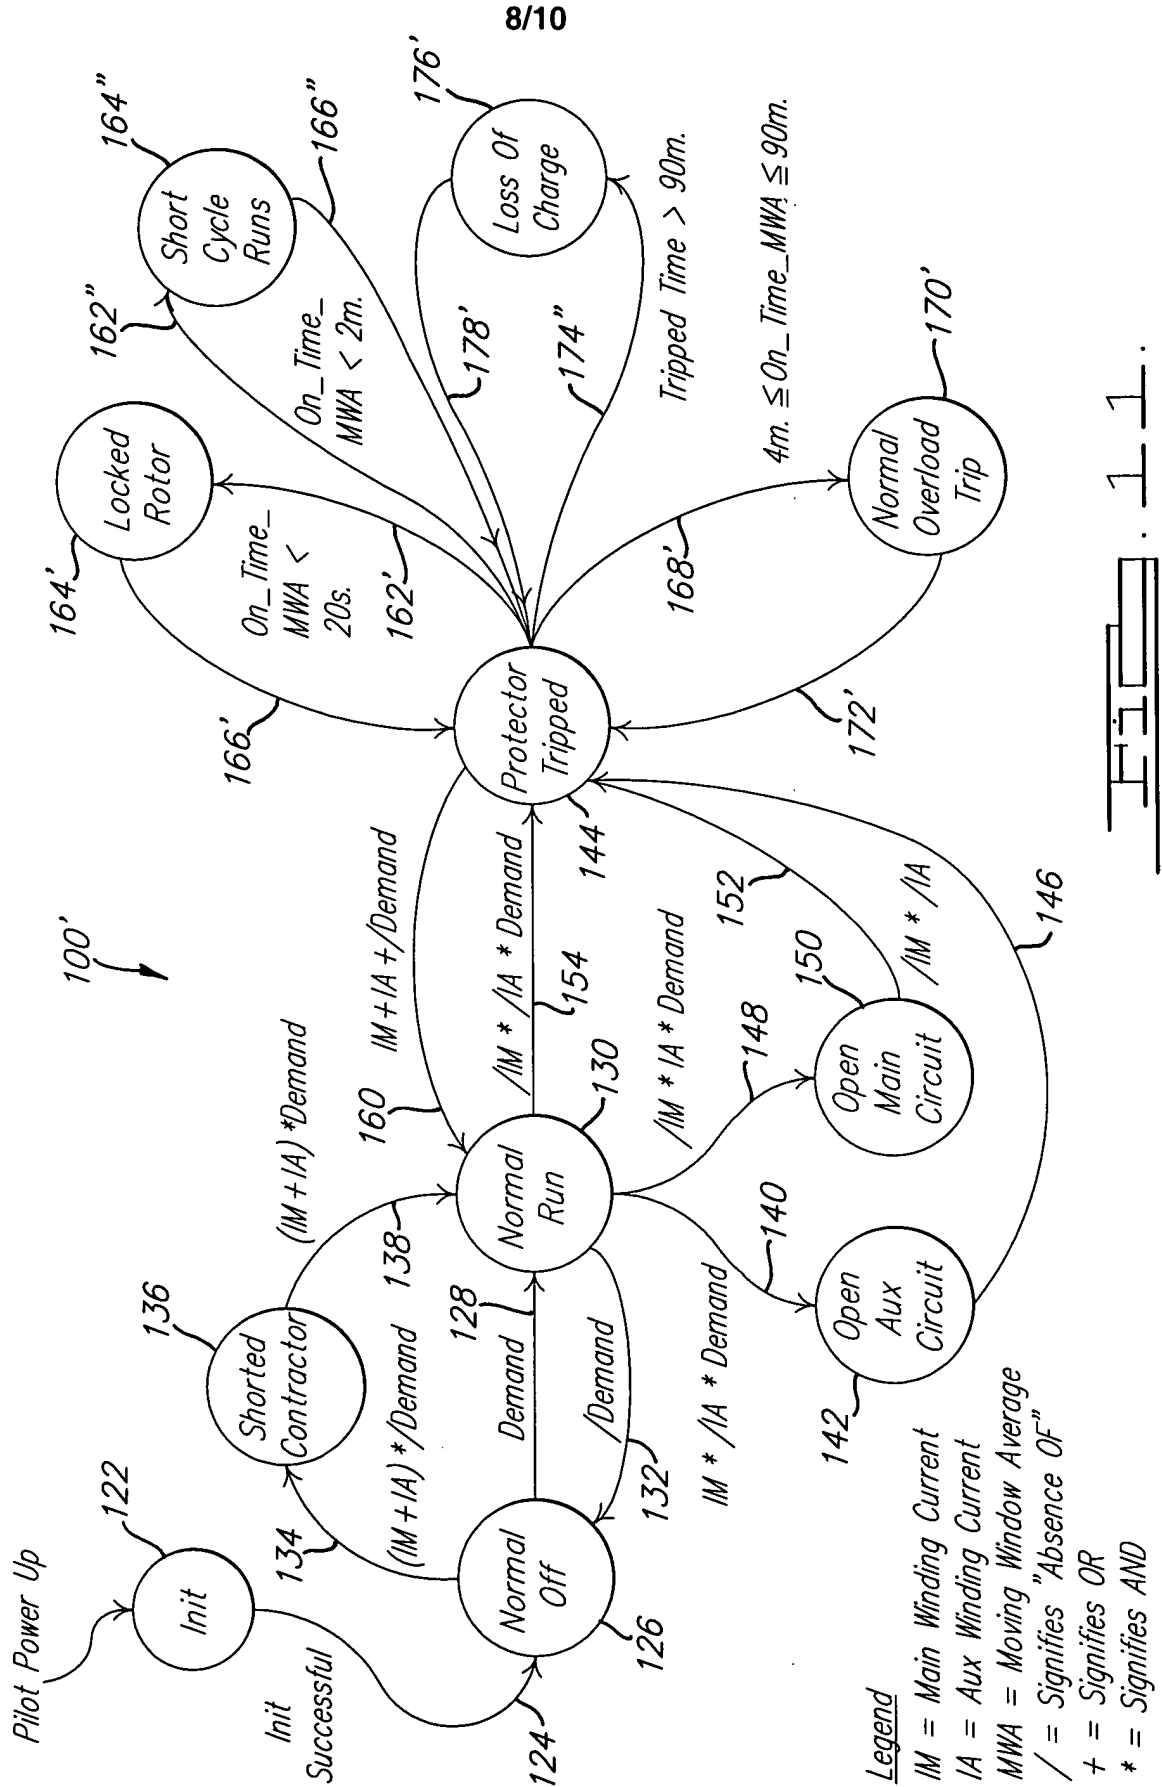 8/10
Pilot Power Up
122
Init
Init
Successful
124
Normal
Off
126
134
(IM + IA) */Demand
136
Shorted
Contractor
138
(IM + IA) *Demand
128
Demand
/Demand
132
Normal
Run
130
100'
160
IM + IA + /Demand
/IM * /IA * Demand
154
/IM * IA * Demand
148
140
IM * /IA * Demand
Open
Aux
Circuit
142
Open
Main
Circuit
150
152
/IM * /IA
146
Protector
Tripped
144
166'
164'
Locked
Rotor
On_Time_
MWA <
20s.
162'
162"
164"
Short
Cycle
Runs
166"
On_Time_
MWA < 2m.
176'
Loss Of
Charge
178'
174"
Tripped Time > 90m.
4m. ≦ On_Time_MWA ≦ 90m.
168'
170'
Normal
Overload
Trip
172'
Legend
IM = Main Winding Current
IA = Aux Winding Current
MWA = Moving Window Average
/ = Signifies "Absence OF"
+ = Signifies OR
* = Signifies AND
Fig. 11.